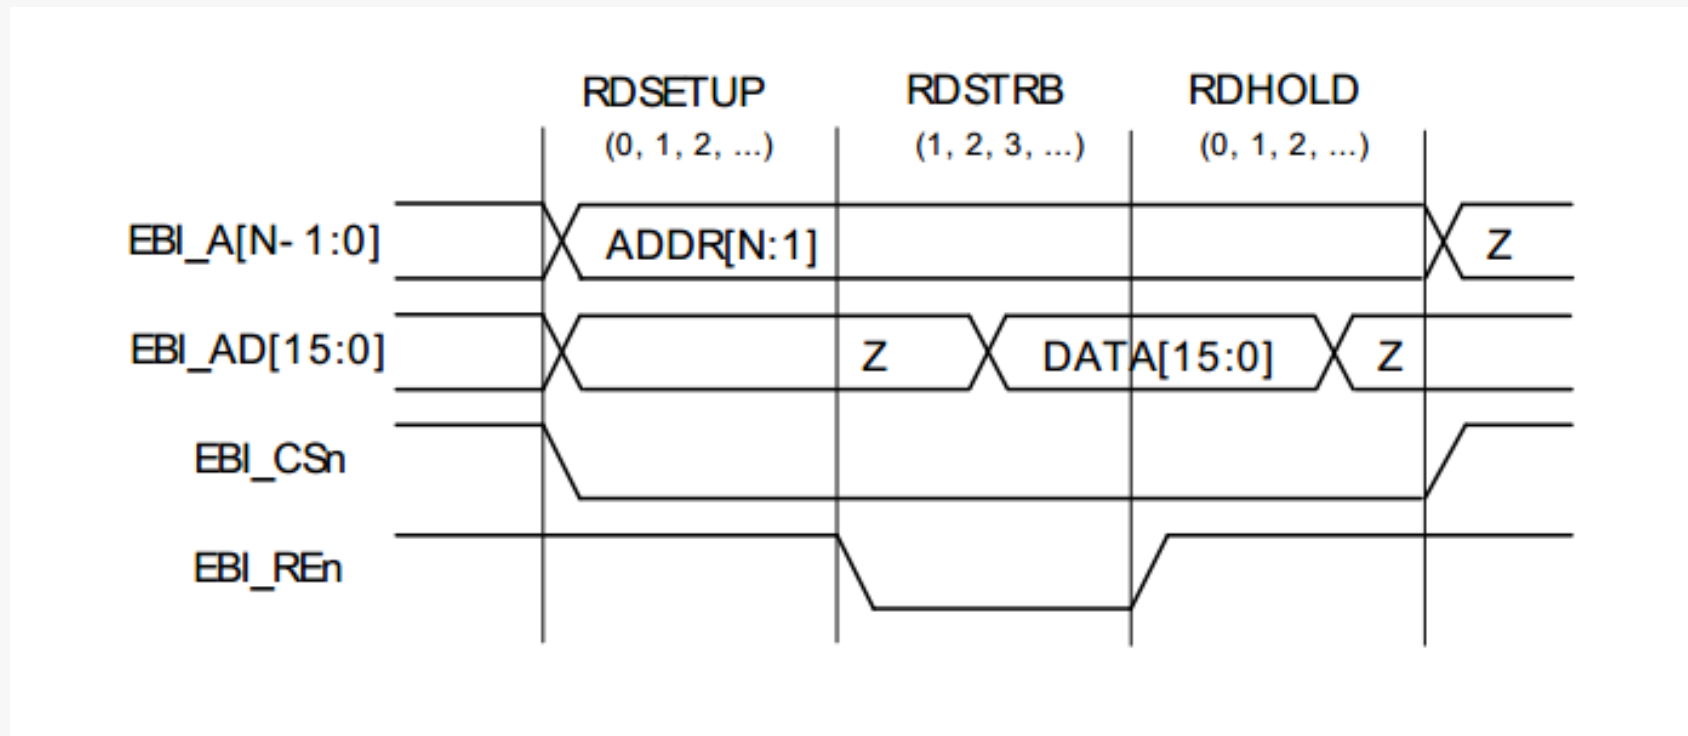 RDSETUP RDSTRB RDHOLD
(0, 1, 2, ...) (1, 2, 3, ...) (0, 1, 2, ...)
EBI_A[N- 1:0] ADDR[N:1] Z
EBI_AD[15:0] Z DATA[15:0] Z
EBI_CSn
EBI_REn